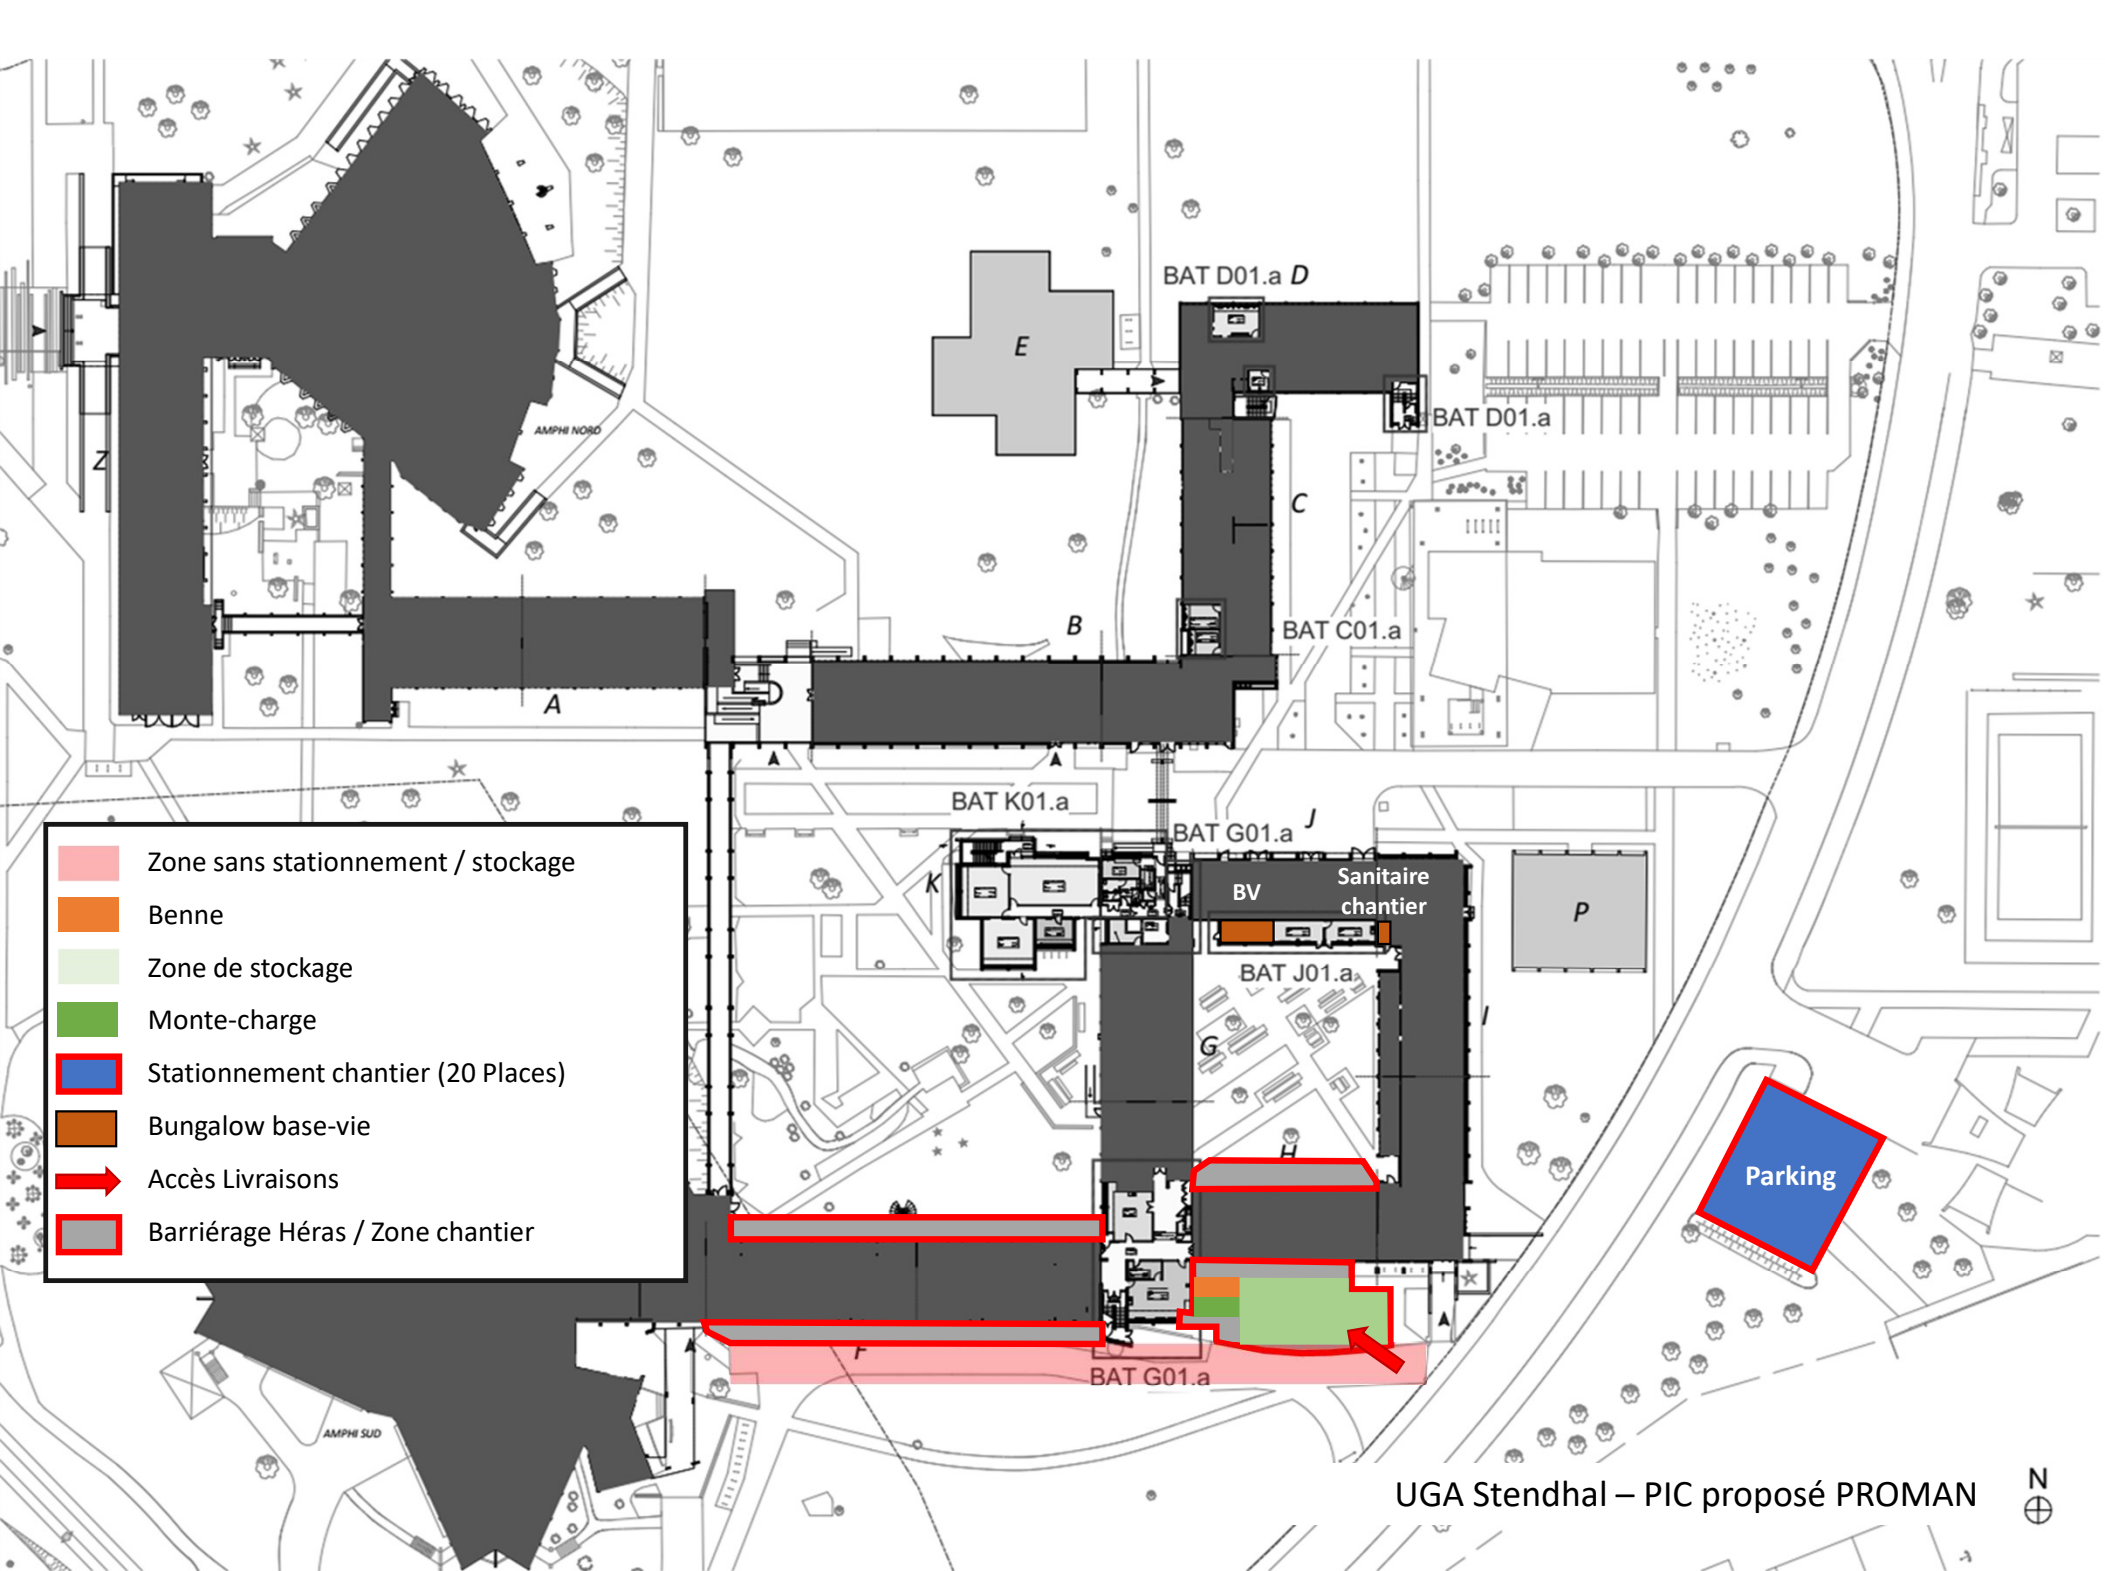 BAT D01.a D
E
BAT D01.a
AMPHI NORD
Z
C
B
BAT C01.a
A
BAT K01.a
J
BAT G01.a
K
BV
Sanitaire
chantier
P
BAT J01.a
I
G
H
Zone sans stationnement / stockage
Benne
Zone de stockage
Monte-charge
Stationnement chantier (20 Places)
Bungalow base-vie
Accès Livraisons
Barriérage Héras / Zone chantier
Parking
F
BAT G01.a
AMPHI SUD
UGA Stendhal – PIC proposé PROMAN
N